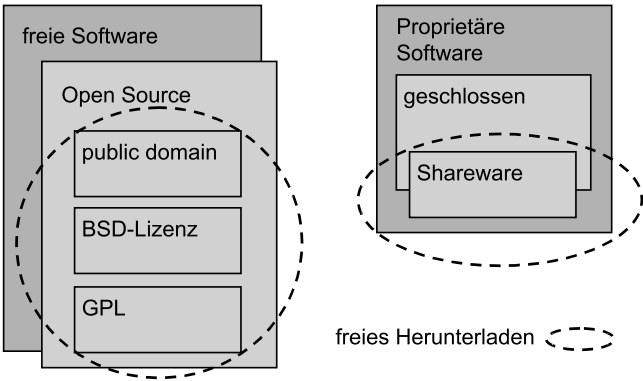 freie Software
Open Source
public domain
BSD-Lizenz
GPL
Proprietäre
Software
geschlossen
Shareware
freies Herunterladen